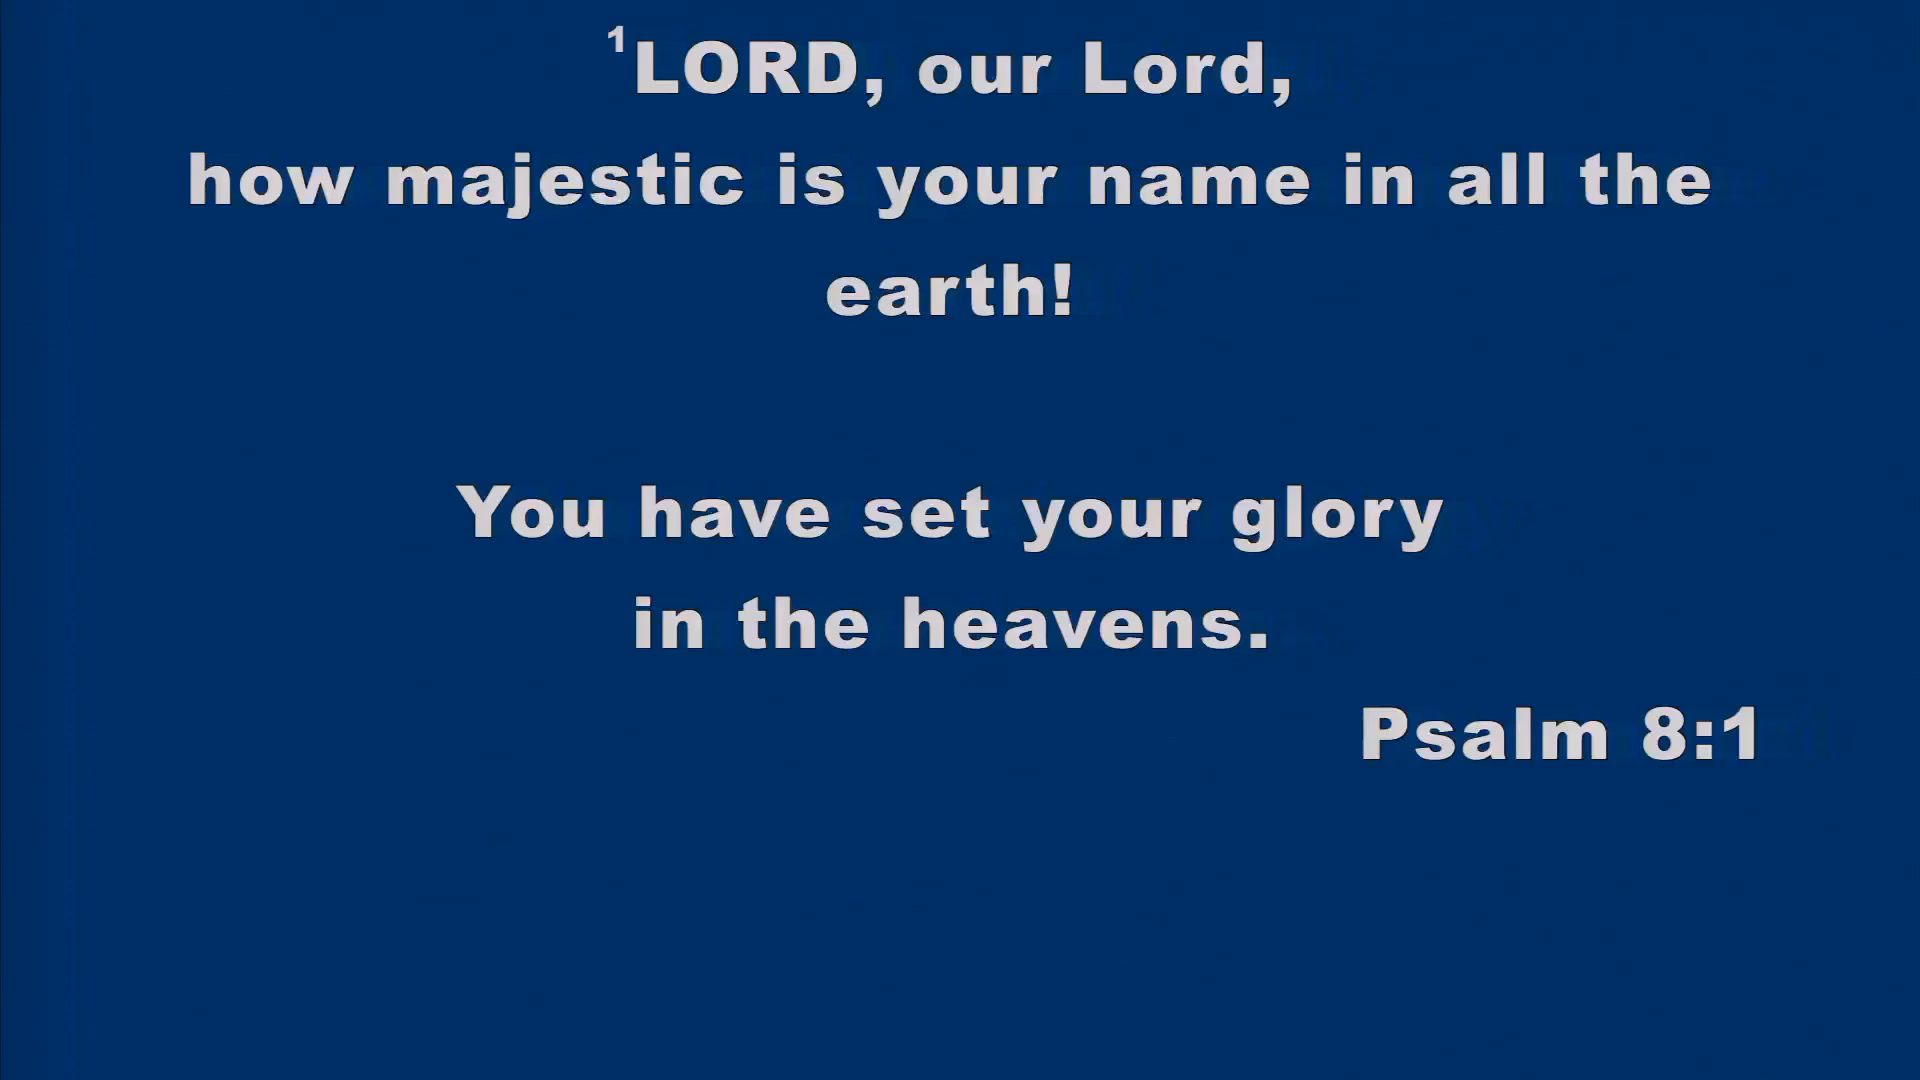 ¹LORD, our Lord,
how majestic is your name in all the
earth!
You have set your glory
in the heavens.
Psalm 8:1